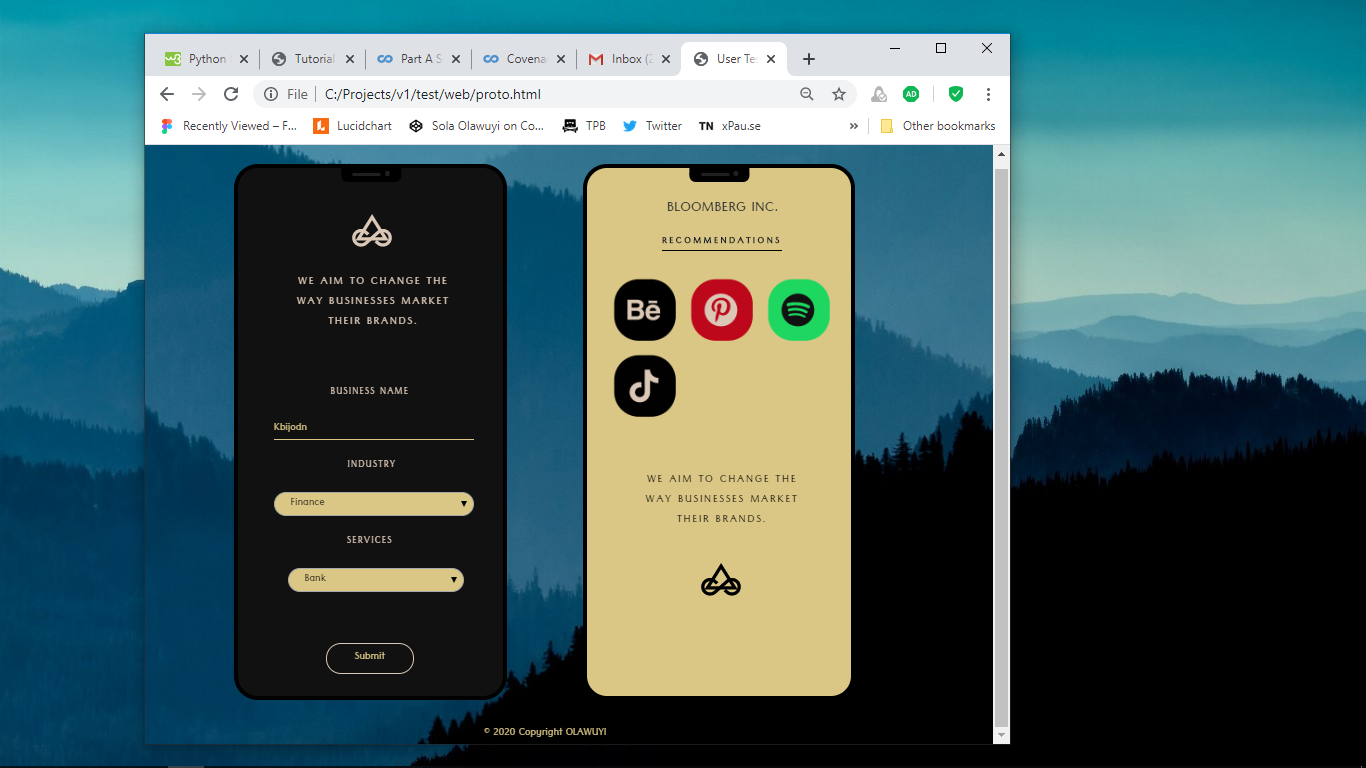 Python
Tutorial
Part A S
Covena
Inbox (2
User Tes
File
C:/Projects/v1/test/web/proto.html
AD
Recently Viewed – F...
Lucidchart
Sola Olawuyi on Co...
TPB
Twitter
TN
xPau.se
»
Other bookmarks
WE AIM TO CHANGE THE
WAY BUSINESSES MARKET
THEIR BRANDS.
BUSINESS NAME
Kbijodn
INDUSTRY
Finance
SERVICES
Bank
Submit
BLOOMBERG INC.
RECOMMENDATIONS
Bē
WE AIM TO CHANGE THE
WAY BUSINESSES MARKET
THEIR BRANDS.
© 2020 Copyright OLAWUYI